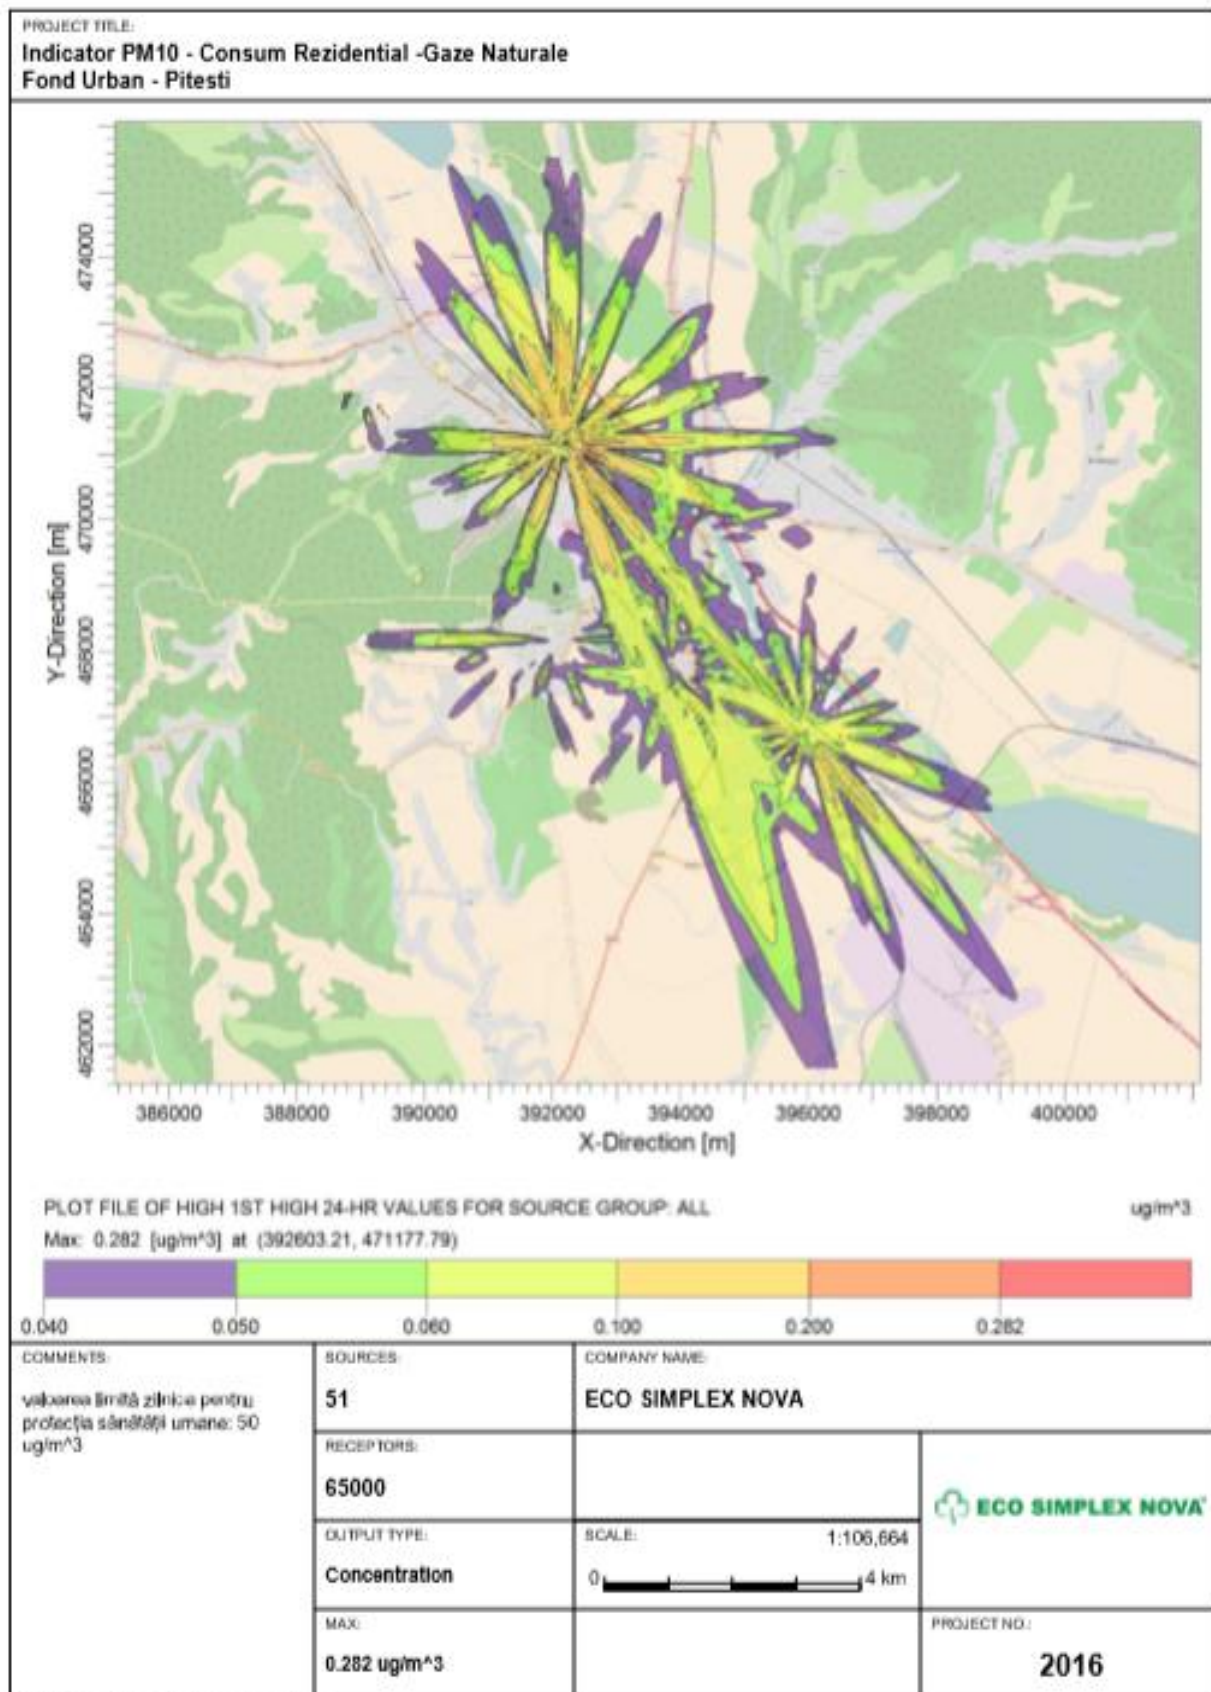 PROJECT TITLE:
Indicator PM10 - Consum Rezidential -Gaze Naturale
Fond Urban - Pitesti
Y-Direction [m]
474000
472000
470000
468000
466000
464000
462000
386000 388000 390000 392000 394000 396000 398000 400000
X-Direction [m]
PLOT FILE OF HIGH 1ST HIGH 24-HR VALUES FOR SOURCE GROUP: ALL
ug/m^3
Max: 0.282 [ug/m^3] at (392603.21, 471177.79)
0.040 0.050 0.060 0.100 0.200 0.282
COMMENTS:
valoarea limită zilnica pentru
protecția sănătății umane: 50
ug/m^3
SOURCES:
51
COMPANY NAME:
ECO SIMPLEX NOVA
RECEPTORS:
65000
ECO SIMPLEX NOVA
OUTPUT TYPE:
Concentration
SCALE:
1:106,664
0 4 km
MAX:
0.282 ug/m^3
PROJECT NO.:
2016